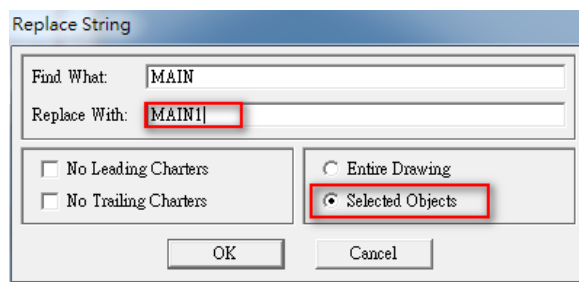 Replace String
Find What: MAIN
Replace With: MAIN1
No Leading Charters
No Trailing Charters
Entire Drawing
Selected Objects
OK Cancel